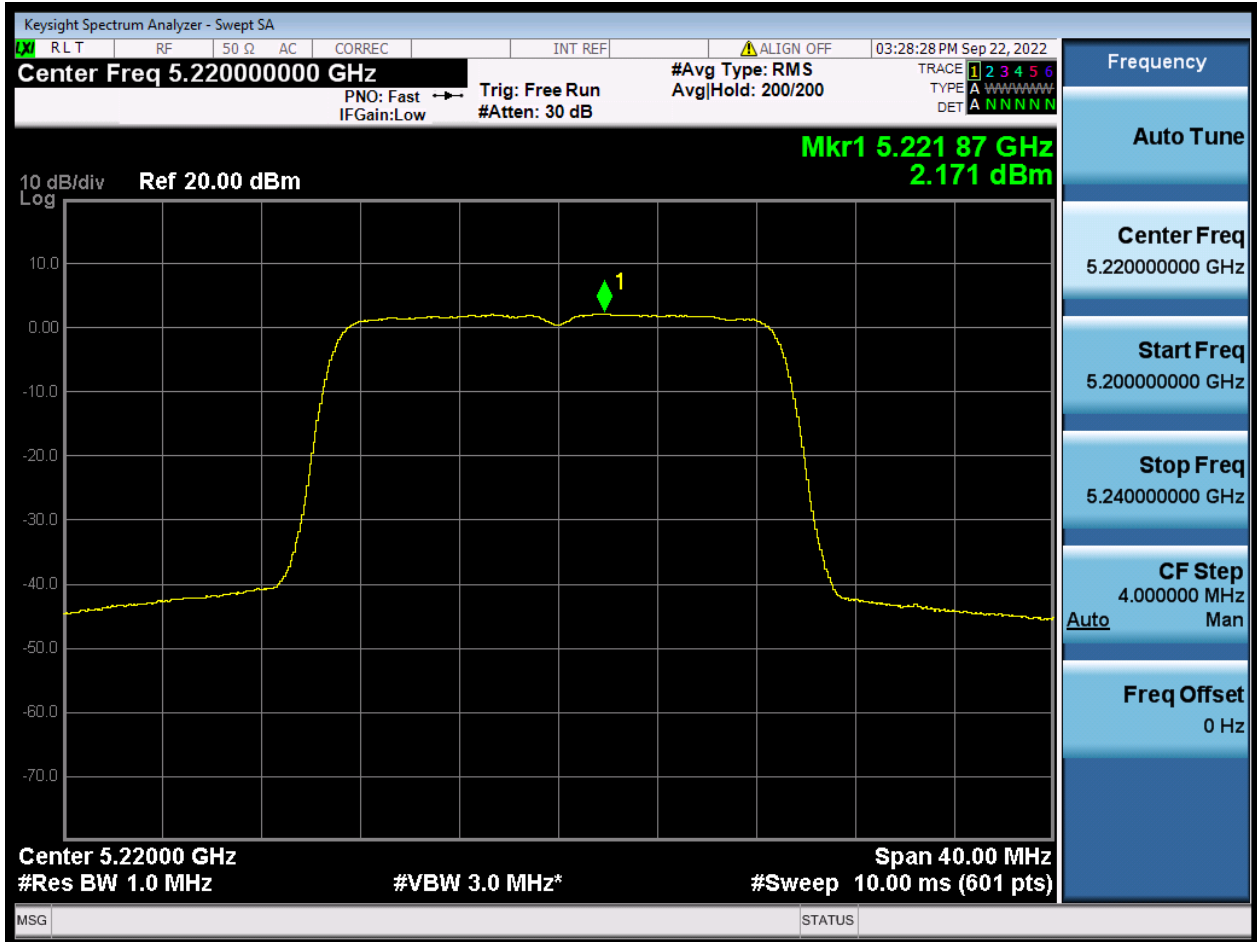 Keysight Spectrum Analyzer - Swept SA
LXI RLT RF 50 Ω AC CORREC INT REF ALIGN OFF 03:28:28 PM Sep 22, 2022
Center Freq 5.220000000 GHz
PNO: Fast
IFGain:Low
Trig: Free Run
#Atten: 30 dB
#Avg Type: RMS
Avg|Hold: 200/200
TRACE 1 2 3 4 5 6
TYPE A WWWWW
DET A N N N N N
Mkr1 5.221 87 GHz
2.171 dBm
10 dB/div Ref 20.00 dBm
Log
1
10.0
0.00
-10.0
-20.0
-30.0
-40.0
-50.0
-60.0
-70.0
Center 5.22000 GHz Span 40.00 MHz
#Res BW 1.0 MHz #VBW 3.0 MHz* #Sweep 10.00 ms (601 pts)
MSG STATUS
Frequency
Auto Tune
Center Freq
5.220000000 GHz
Start Freq
5.200000000 GHz
Stop Freq
5.240000000 GHz
CF Step
4.000000 MHz
Auto Man
Freq Offset
0 Hz